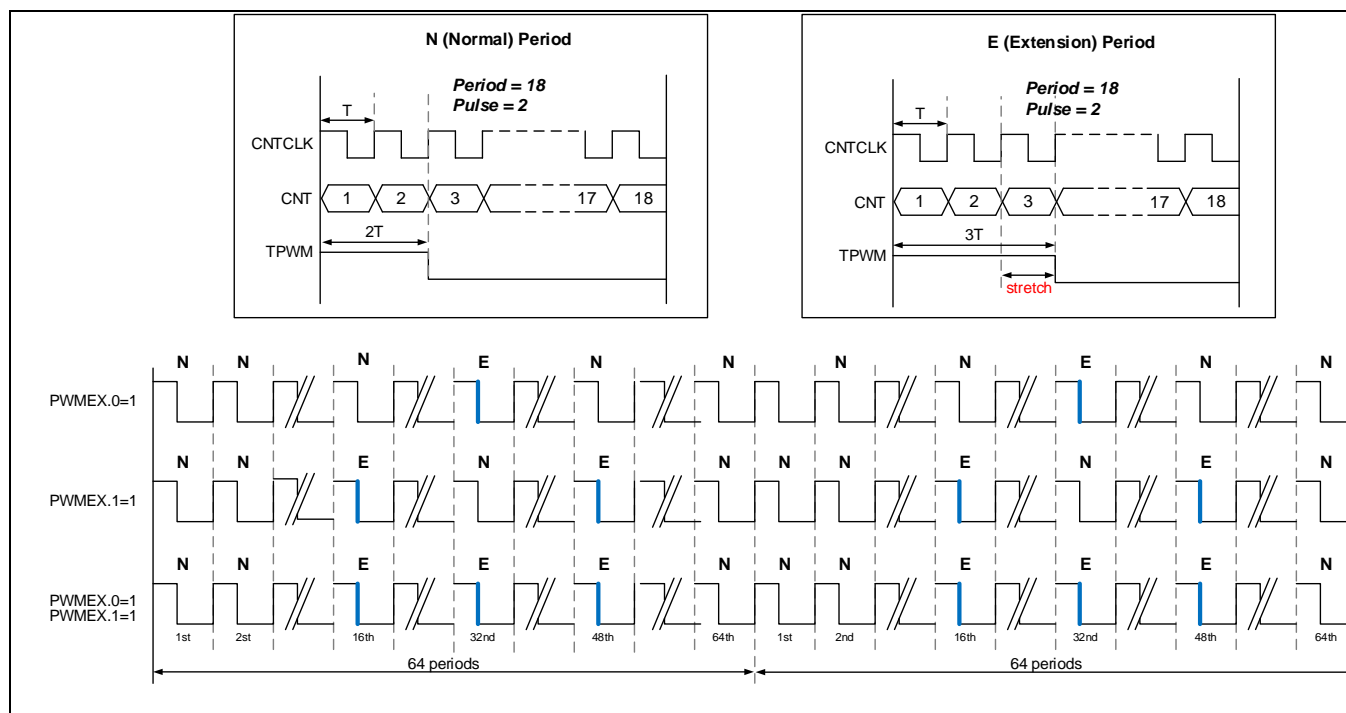 N (Normal) Period
Period = 18
Pulse = 2
T
CNTCLK
CNT
1 2 3 17 18
2T
TPWM
E (Extension) Period
Period = 18
Pulse = 2
T
CNTCLK
CNT
1 2 3 17 18
3T
TPWM
stretch
N N N E N N N N E N N
PWMEX.0=1
N N E N E N N N E N E N
PWMEX.1=1
N N E E E N N N E E E N
PWMEX.0=1
PWMEX.1=1
1st 2st 16th 32nd 48th 64th 1st 2nd 16th 32nd 48th 64th
64 periods 64 periods